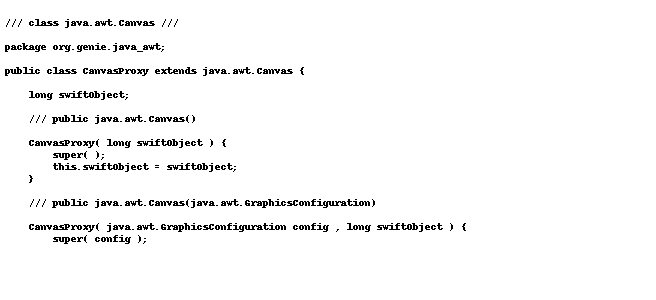 /// class java.awt.Canvas ///
package org.genie.java_awt;
public class CanvasProxy extends java.awt.Canvas {
long swiftObject;
/// public java.awt.Canvas()
CanvasProxy( long swiftObject ) {
super( );
this.swiftObject = swiftObject;
}
/// public java.awt.Canvas(java.awt.GraphicsConfiguration)
CanvasProxy( java.awt.GraphicsConfiguration config , long swiftObject ) {
super( config );